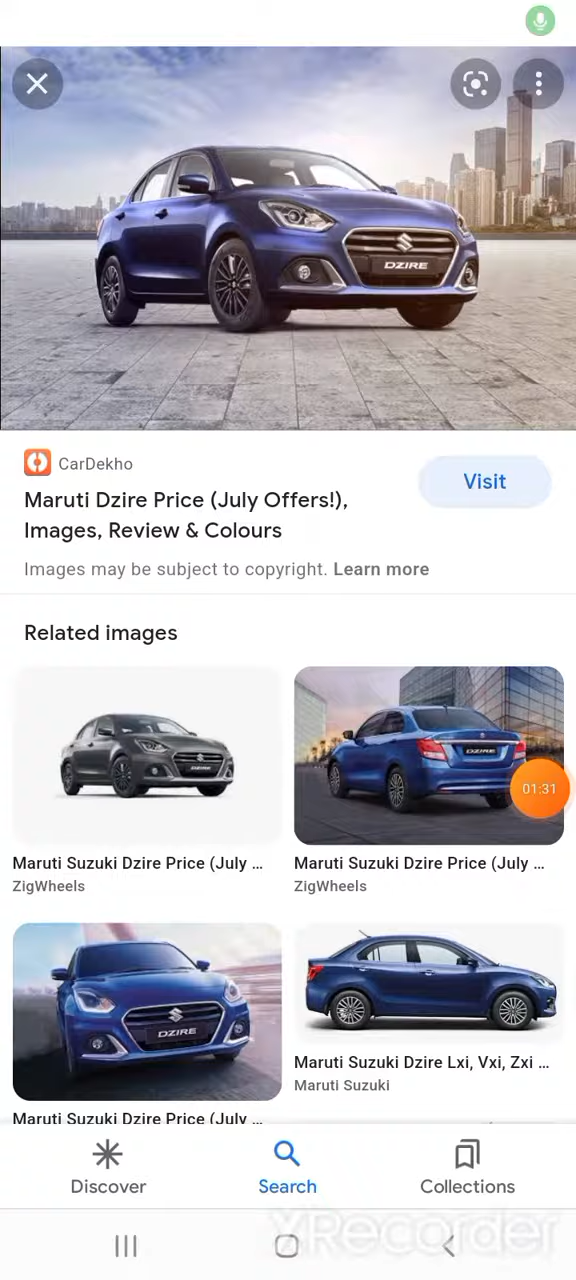 DZIRE
CarDekho
Visit
Maruti Dzire Price (July Offers!),
Images, Review & Colours
Images may be subject to copyright. Learn more
Related images
DZIRE
DZIRE
01:31
Maruti Suzuki Dzire Price (July ...
ZigWheels
Maruti Suzuki Dzire Price (July ...
ZigWheels
DZIRE
Maruti Suzuki Dzire Lxi, Vxi, Zxi ...
Maruti Suzuki
Maruti Suzuki Dzire Price (July ...
Discover
Search
Collections
XRecorder